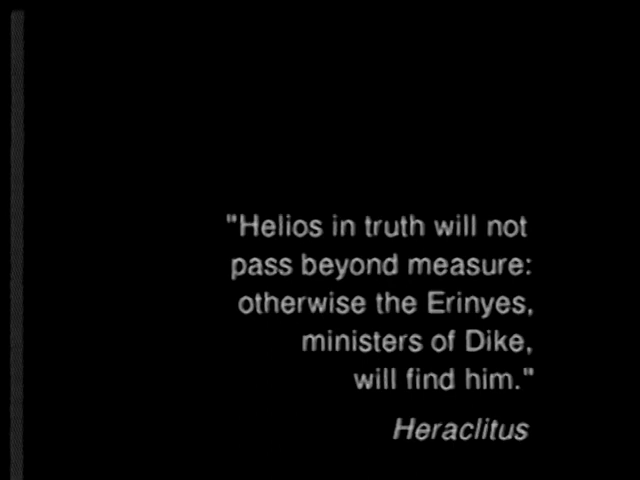 "Helios in truth will not
pass beyond measure:
otherwise the Erinyes,
ministers of Dike,
will find him."
Heraclitus